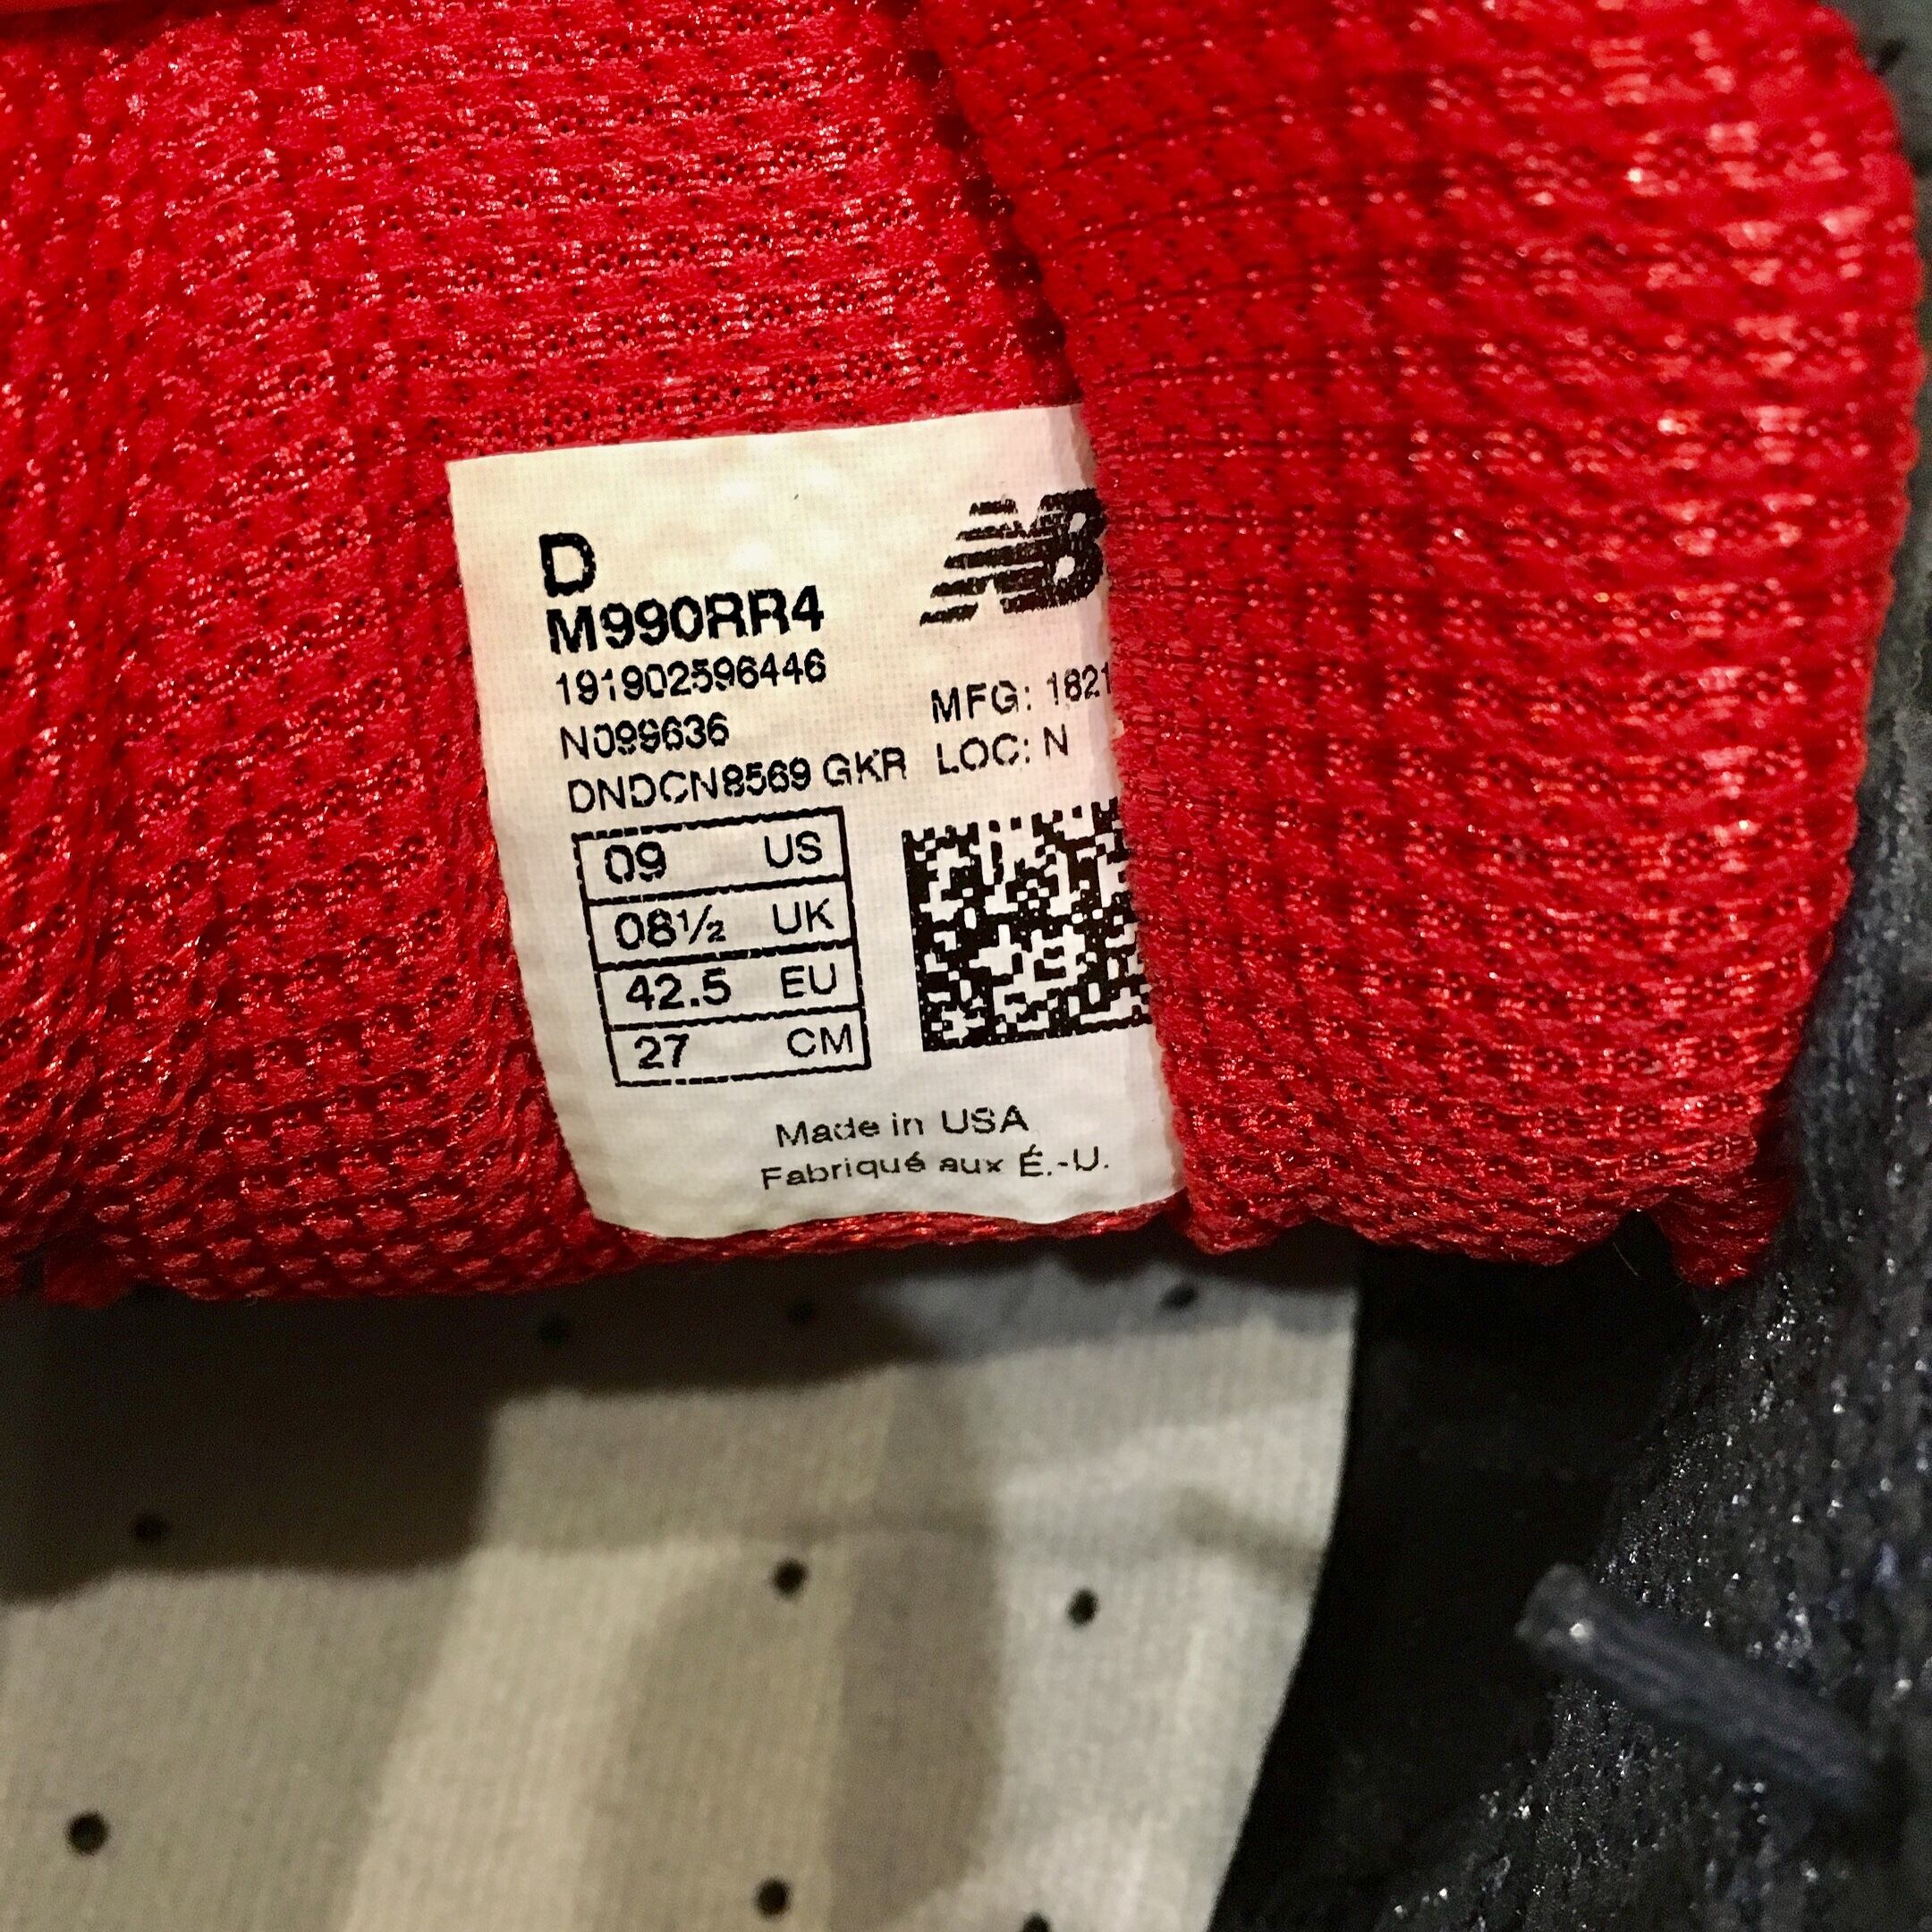 D
NB
M990RR4
191902596446
MFG: 1821
N099636
LOC: N
DNDCN8569 GKR
09 US
08½ UK
42.5 EU
27 CM
Made in USA
Fabriqué aux É.-U.